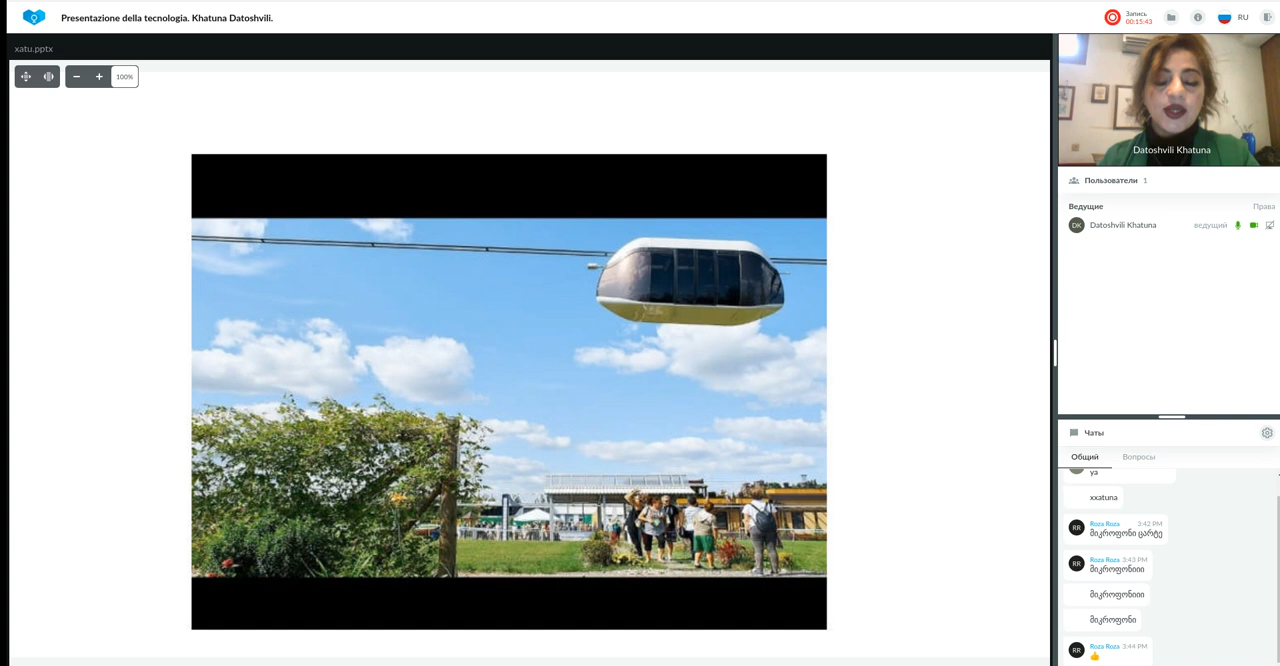 Presentazione della tecnologia. Khatuna Datoshvili.
Запись
00:15:43
RU
xatu.pptx
100%
Datoshvili Khatuna
Пользователи 1
Ведущие Права
DK Datoshvili Khatuna ведущий
Чаты
Общий Вопросы
ya
xxatuna
RR Roza Roza 3:42 PM
მიკროფონი ცარტე
RR Roza Roza 3:43 PM
მიკროფონიიი
მიკროფონიიი
მიკროფონი
RR Roza Roza 3:44 PM
👍